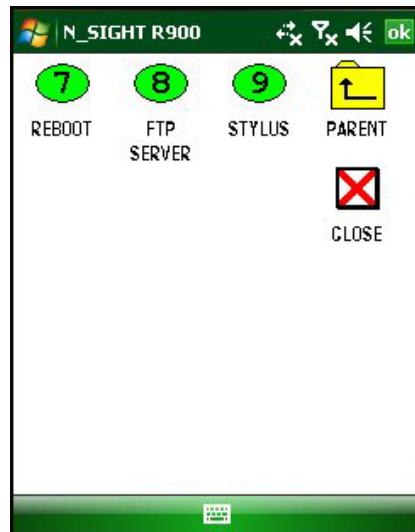 N_SIGHT R900
ok
7 8 9
REBOOT FTP SERVER STYLUS PARENT
CLOSE